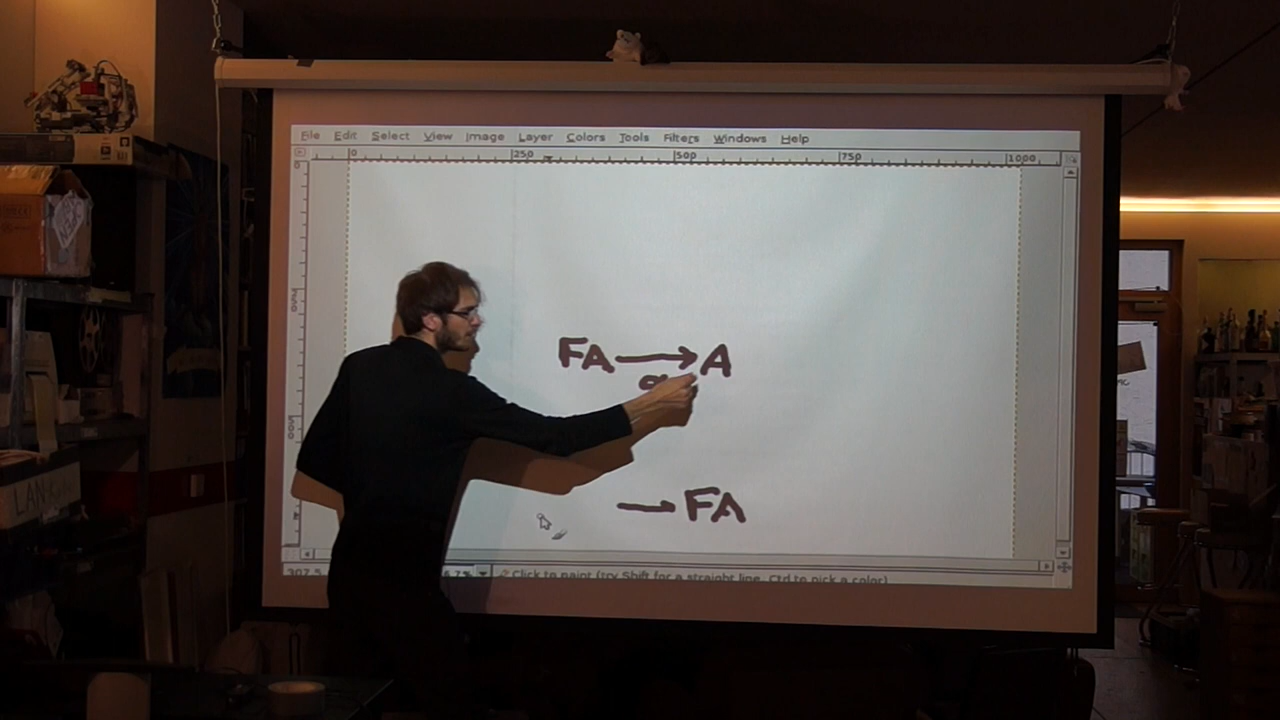 File Edit Select View Image Layer Colors Tools Filters Windows Help
0 250 500 750 1000
FA → A
α
→ FA
Click to paint (try Shift for a straight line, Ctrl to pick a color)
LAN